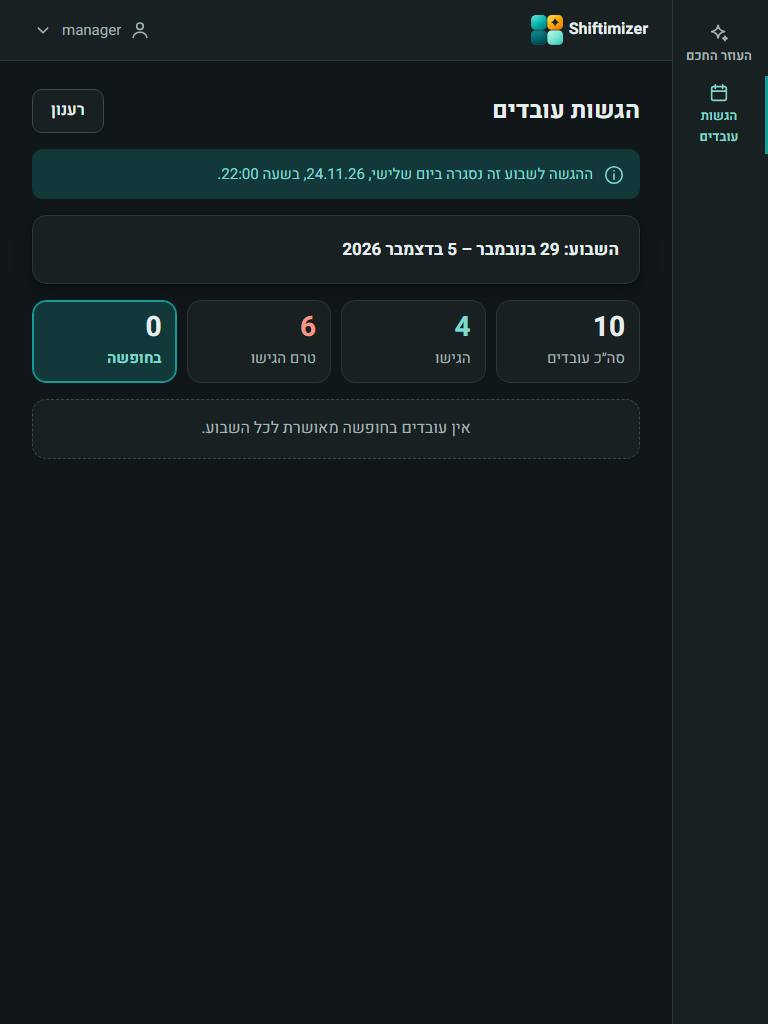 Shiftimizer
manager
העוזר החכם
הגשות
עובדים
הגשות עובדים
רענון
ההגשה לשבוע זה נסגרה ביום שלישי, 24.11.26, בשעה 22:00.
השבוע: 29 בנובמבר – 5 בדצמבר 2026
10
סה"כ עובדים
4
הגישו
6
טרם הגישו
0
בחופשה
אין עובדים בחופשה מאושרת לכל השבוע.